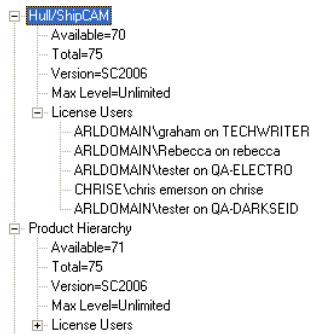 Hull/ShipCAM
Available=70
Total=75
Version=SC2006
Max Level=Unlimited
License Users
ARLDOMAIN\graham on TECHWRITER
ARLDOMAIN\Rebecca on rebecca
ARLDOMAIN\tester on QA-ELECTRO
CHRISE\chris emerson on chrise
ARLDOMAIN\tester on QA-DARKSEID
Product Hierarchy
Available=71
Total=75
Version=SC2006
Max Level=Unlimited
License Users